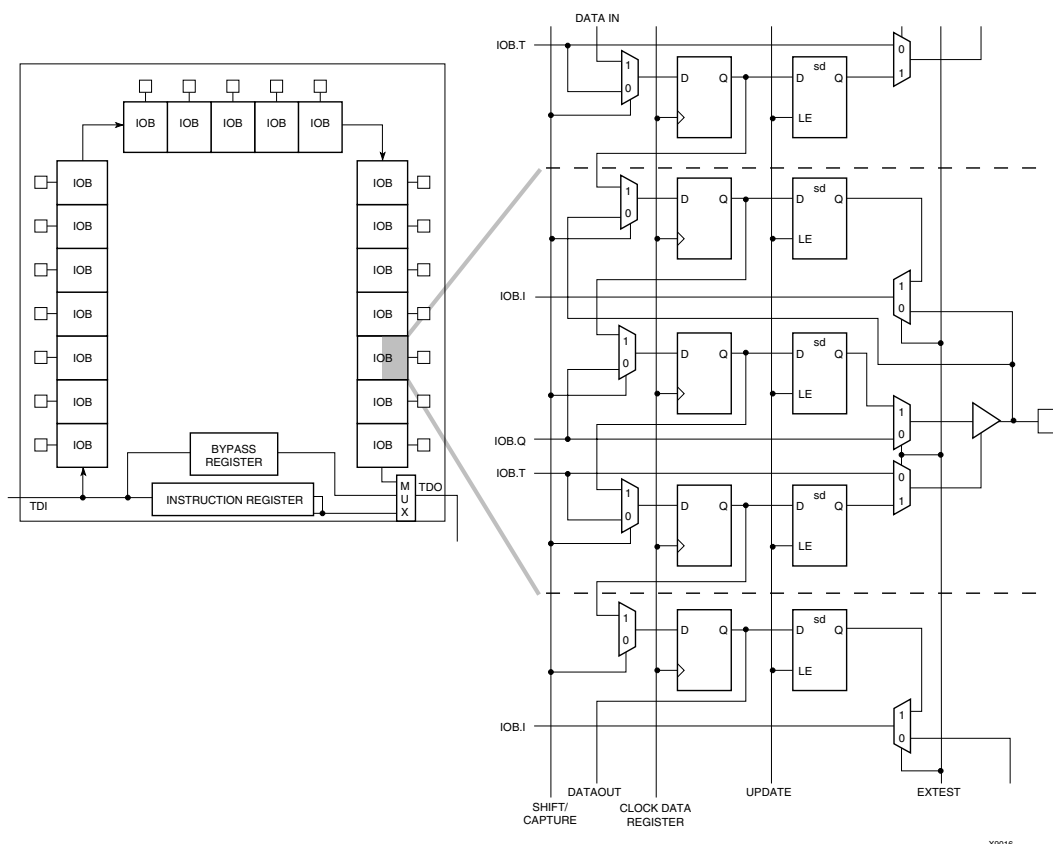 DATA IN
IOB.T
1
0
D Q
sd
D Q
LE
0
1
IOB IOB IOB IOB IOB
IOB
IOB
IOB
IOB
IOB
IOB
IOB
IOB
IOB
IOB
IOB
IOB
IOB
IOB
BYPASS
REGISTER
INSTRUCTION REGISTER
TDI
M
U
X
TDO
1
0
D Q
sd
D Q
LE
1
0
IOB.I
1
0
D Q
sd
D Q
LE
1
0
IOB.Q
IOB.T
0
1
1
0
D Q
sd
D Q
LE
1
0
D Q
sd
D Q
LE
1
0
IOB.I
SHIFT/
CAPTURE
DATAOUT
CLOCK DATA
REGISTER
UPDATE
EXTEST
X9016